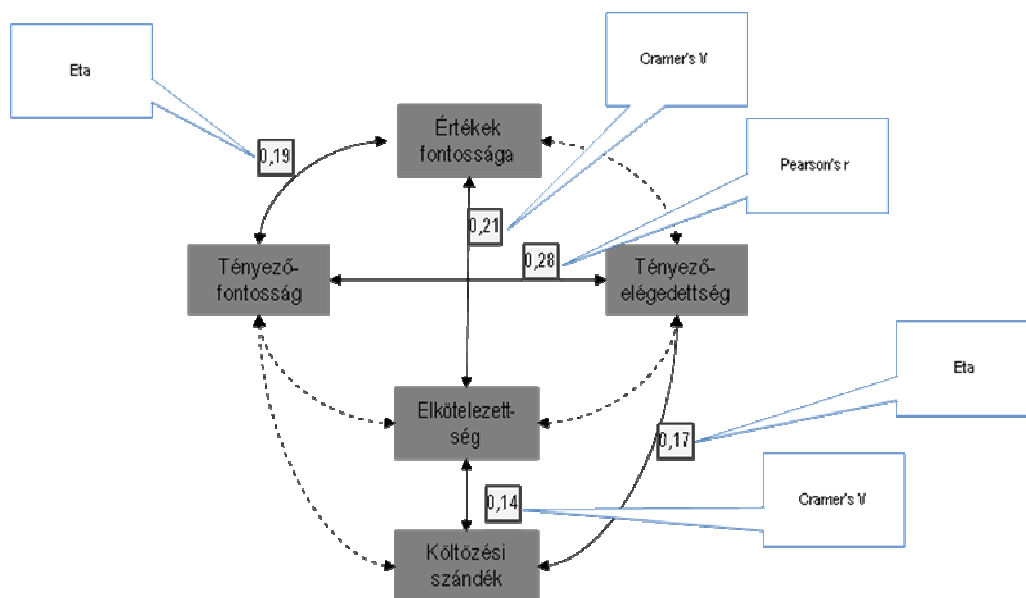 Eta
Cramer's V
0,19
Értékek
fontossága
Pearson's r
0,21
Tényező-
fontosság
0,28
Tényező-
elégedettség
Eta
Elkötelezett-
ség
0,17
0,14
Cramer's V
Költözési
szándék